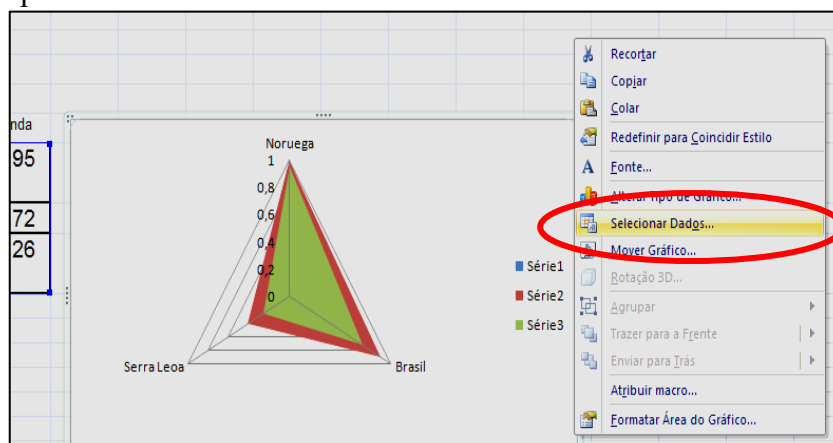 nda
95
72
26
Noruega
1
0,8
0,6
0,4
0,2
0
Serra Leoa
Brasil
Série1
Série2
Série3
Recortar
Copiar
Colar
Redefinir para Coincidir Estilo
Fonte...
Alterar Tipo de Gráfico...
Selecionar Dados...
Mover Gráfico...
Rotação 3D...
Agrupar
Trazer para a Frente
Enviar para Trás
Atribuir macro...
Formatar Área do Gráfico...